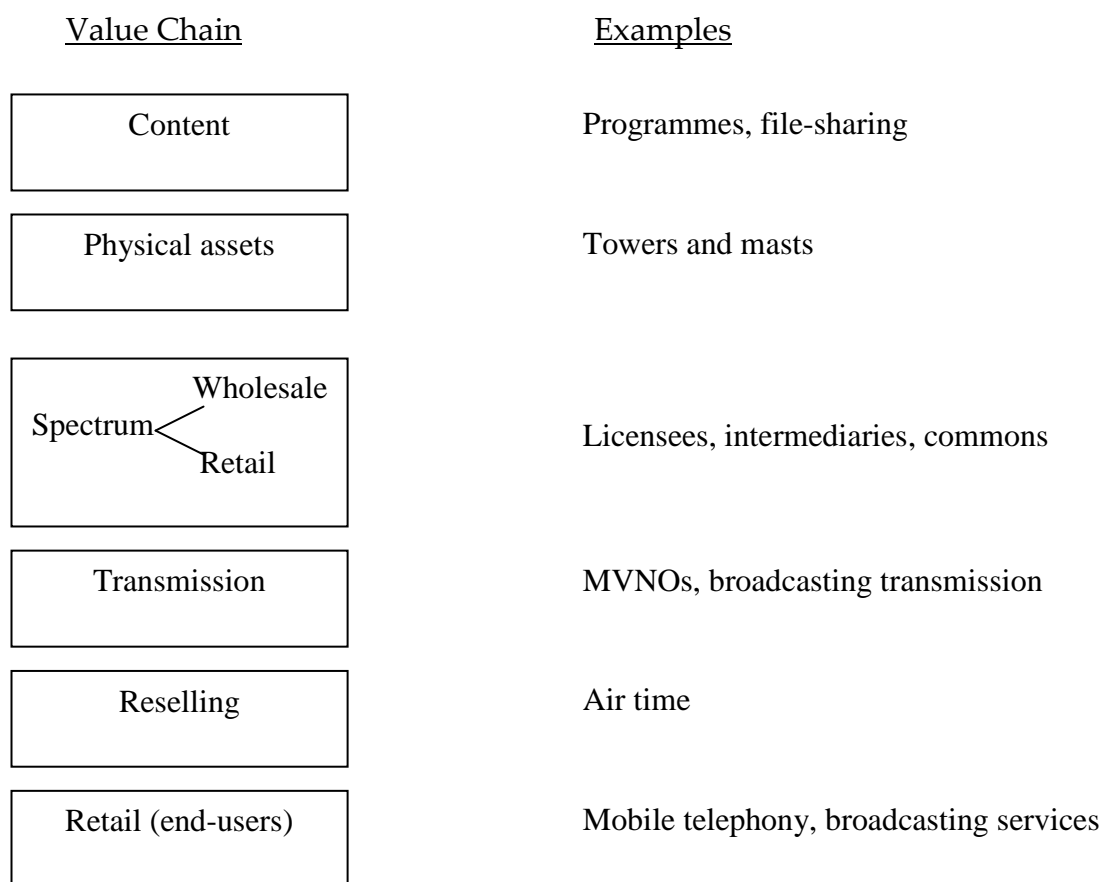 Value Chain Examples
Content Programmes, file-sharing
Physical assets Towers and masts
Wholesale
Spectrum Licensees, intermediaries, commons
Retail
Transmission MVNOs, broadcasting transmission
Reselling Air time
Retail (end-users) Mobile telephony, broadcasting services